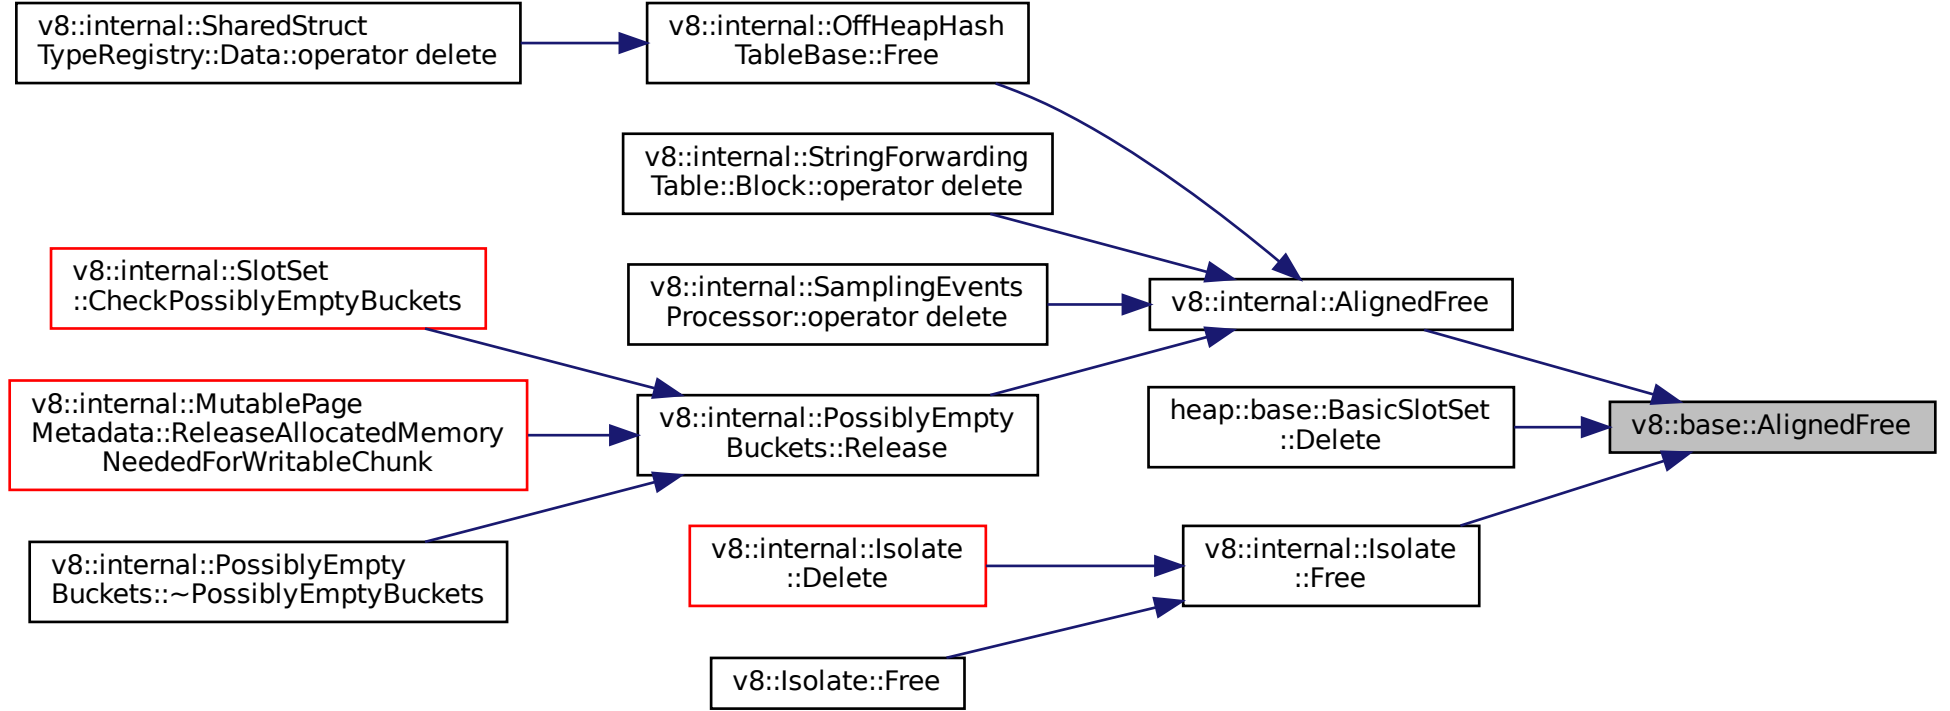 v8::internal::SharedStruct
TypeRegistry::Data::operator delete
v8::internal::OffHeapHash
TableBase::Free
v8::internal::StringForwarding
Table::Block::operator delete
v8::internal::SlotSet
::CheckPossiblyEmptyBuckets
v8::internal::SamplingEvents
Processor::operator delete
v8::internal::AlignedFree
v8::internal::MutablePage
Metadata::ReleaseAllocatedMemory
NeededForWritableChunk
v8::internal::PossiblyEmpty
Buckets::Release
heap::base::BasicSlotSet
::Delete
v8::base::AlignedFree
v8::internal::PossiblyEmpty
Buckets::~PossiblyEmptyBuckets
v8::internal::Isolate
::Delete
v8::internal::Isolate
::Free
v8::Isolate::Free